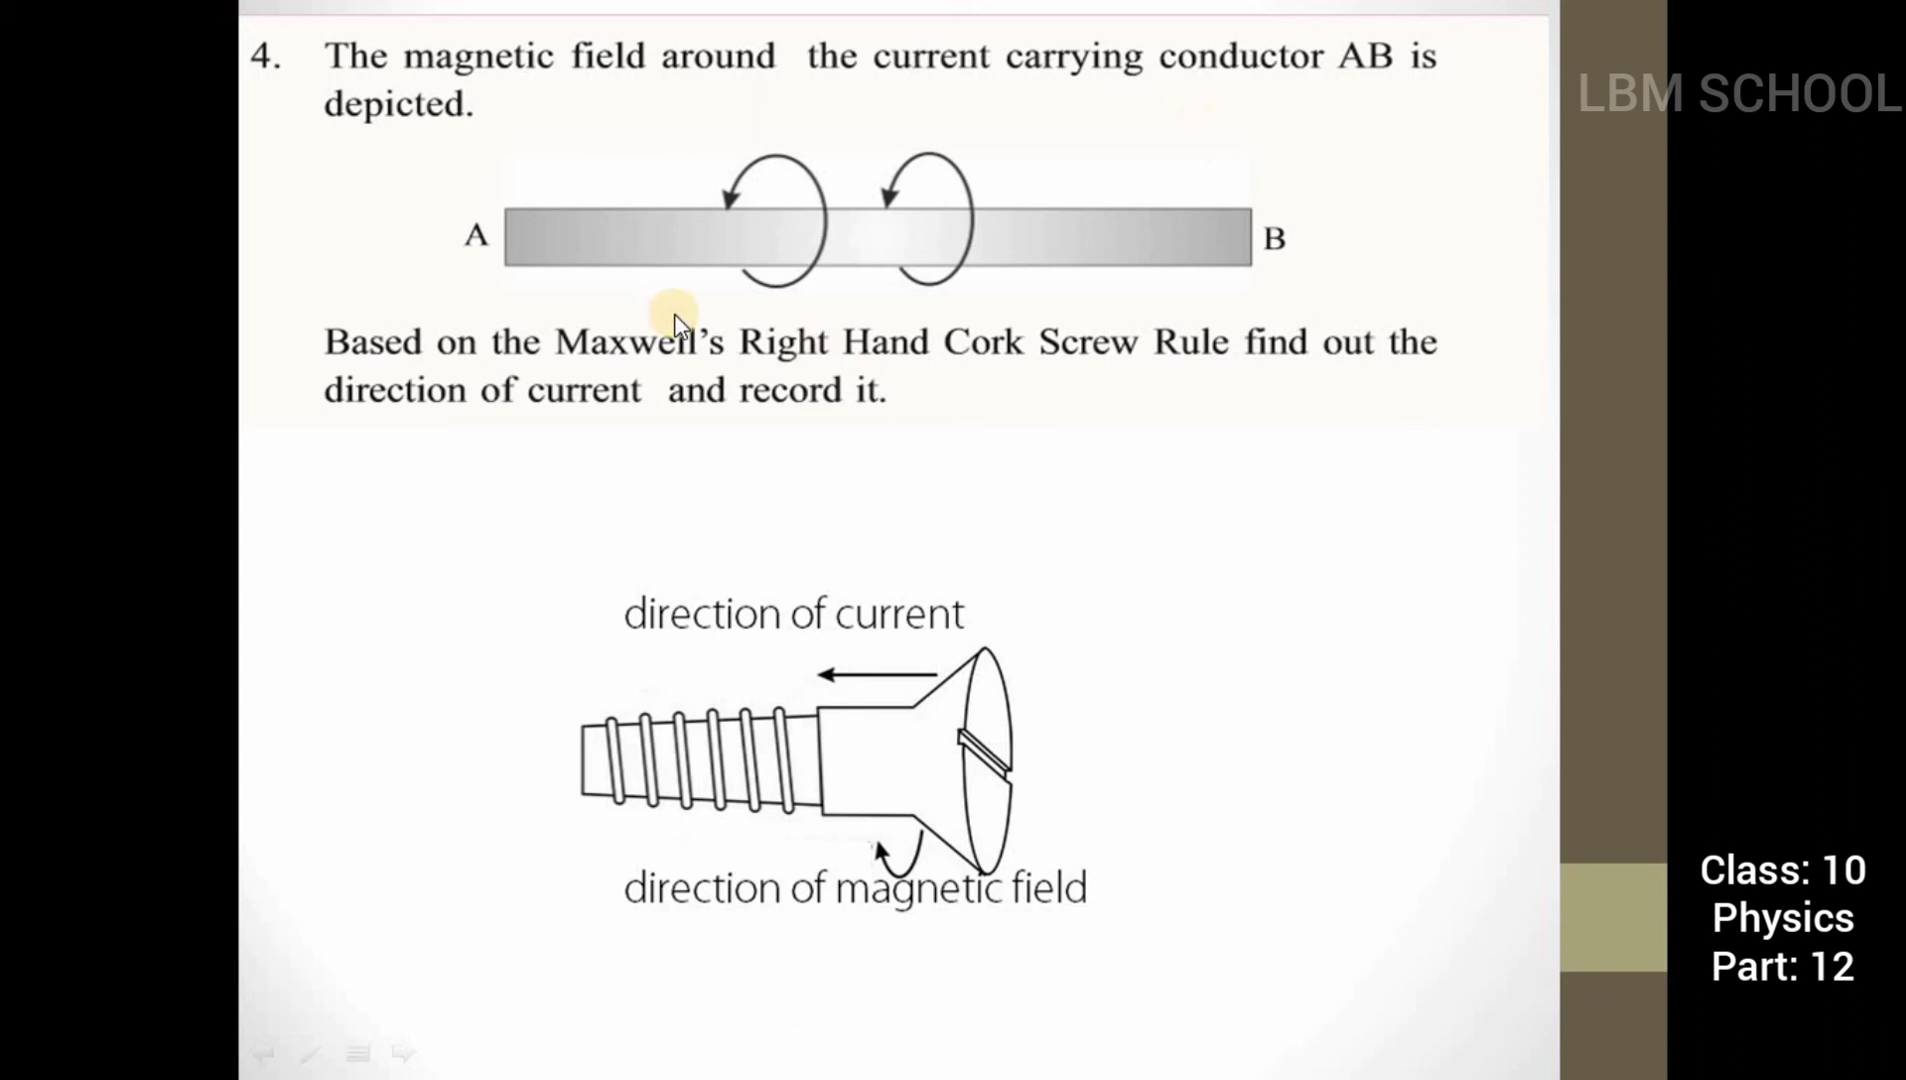 LBM SCHOOL
4. The magnetic field around the current carrying conductor AB is
depicted.
A
B
Based on the Maxwell's Right Hand Cork Screw Rule find out the
direction of current and record it.
direction of current
direction of magnetic field
Class: 10
Physics
Part: 12